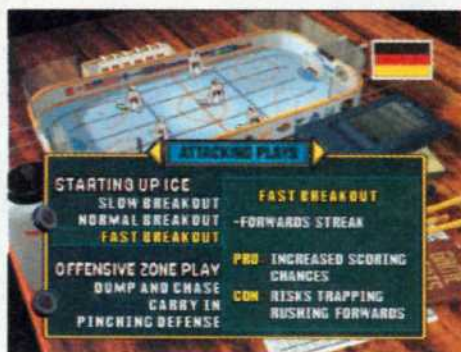 ATTACKING PLAYS
STARTING UP ICE
SLOW BREAKOUT
NORMAL BREAKOUT
FAST BREAKOUT
OFFENSIVE ZONE PLAY
DUMP AND CHASE
CARRY IN
PINCHING DEFENSE
FAST BREAKOUT
-FORWARDS STREAK
PRO INCREASED SCORING
CHANCES
CON RISKS TRAPPING
RUSHING FORWARDS